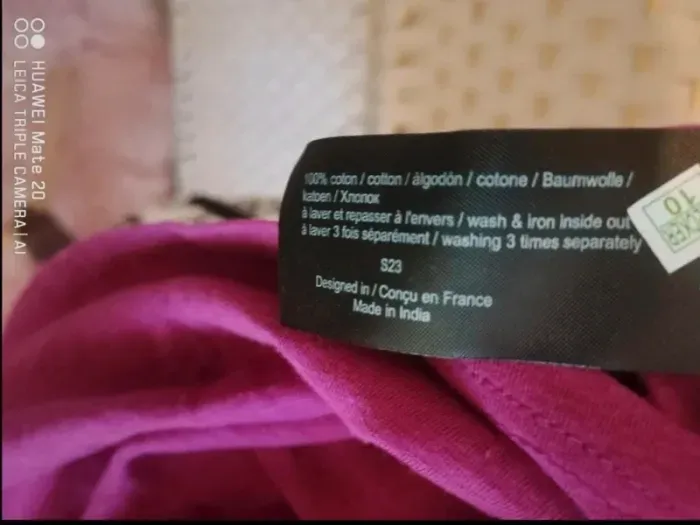 100% coton / cotton / àlgodón / cotone / Baumwolle /
katoen / Хлопок
à laver et repasser à l'envers / wash & iron inside out
à laver 3 fois séparément / washing 3 times separately
S23
Designed in / Conçu en France
Made in India
10
HUAWEI Mate 20
LEICA TRIPLE CAMERA | AI